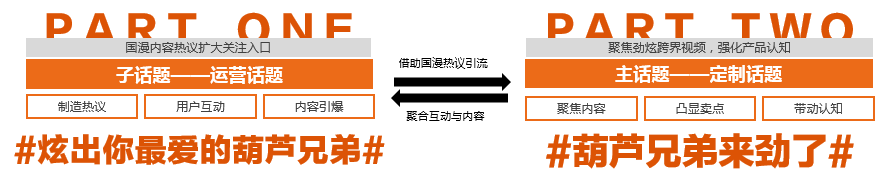 PART ONE
国漫内容热议扩大关注入口
子话题——运营话题
制造热议 用户互动 内容引爆
#炫出你最爱的葫芦兄弟#
借助国漫热议引流
聚合互动与内容
PART TWO
聚焦劲炫跨界视频，强化产品认知
主话题——定制话题
聚焦内容 凸显卖点 带动认知
#葫芦兄弟来劲了#